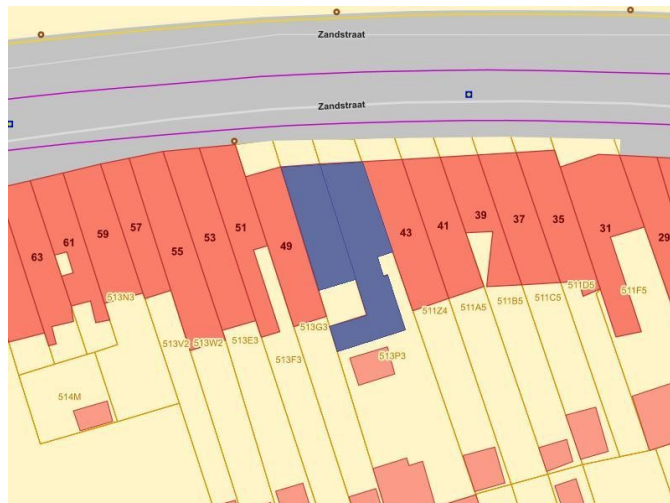 Zandstraat
Zandstraat
63
61
59
57
55
53
51
49
43
41
39
37
35
31
29
513N3
513V2
513W2
513E3
513F3
513G3
513P3
511Z4
511A5
511B5
511C5
511D5
511F5
514M